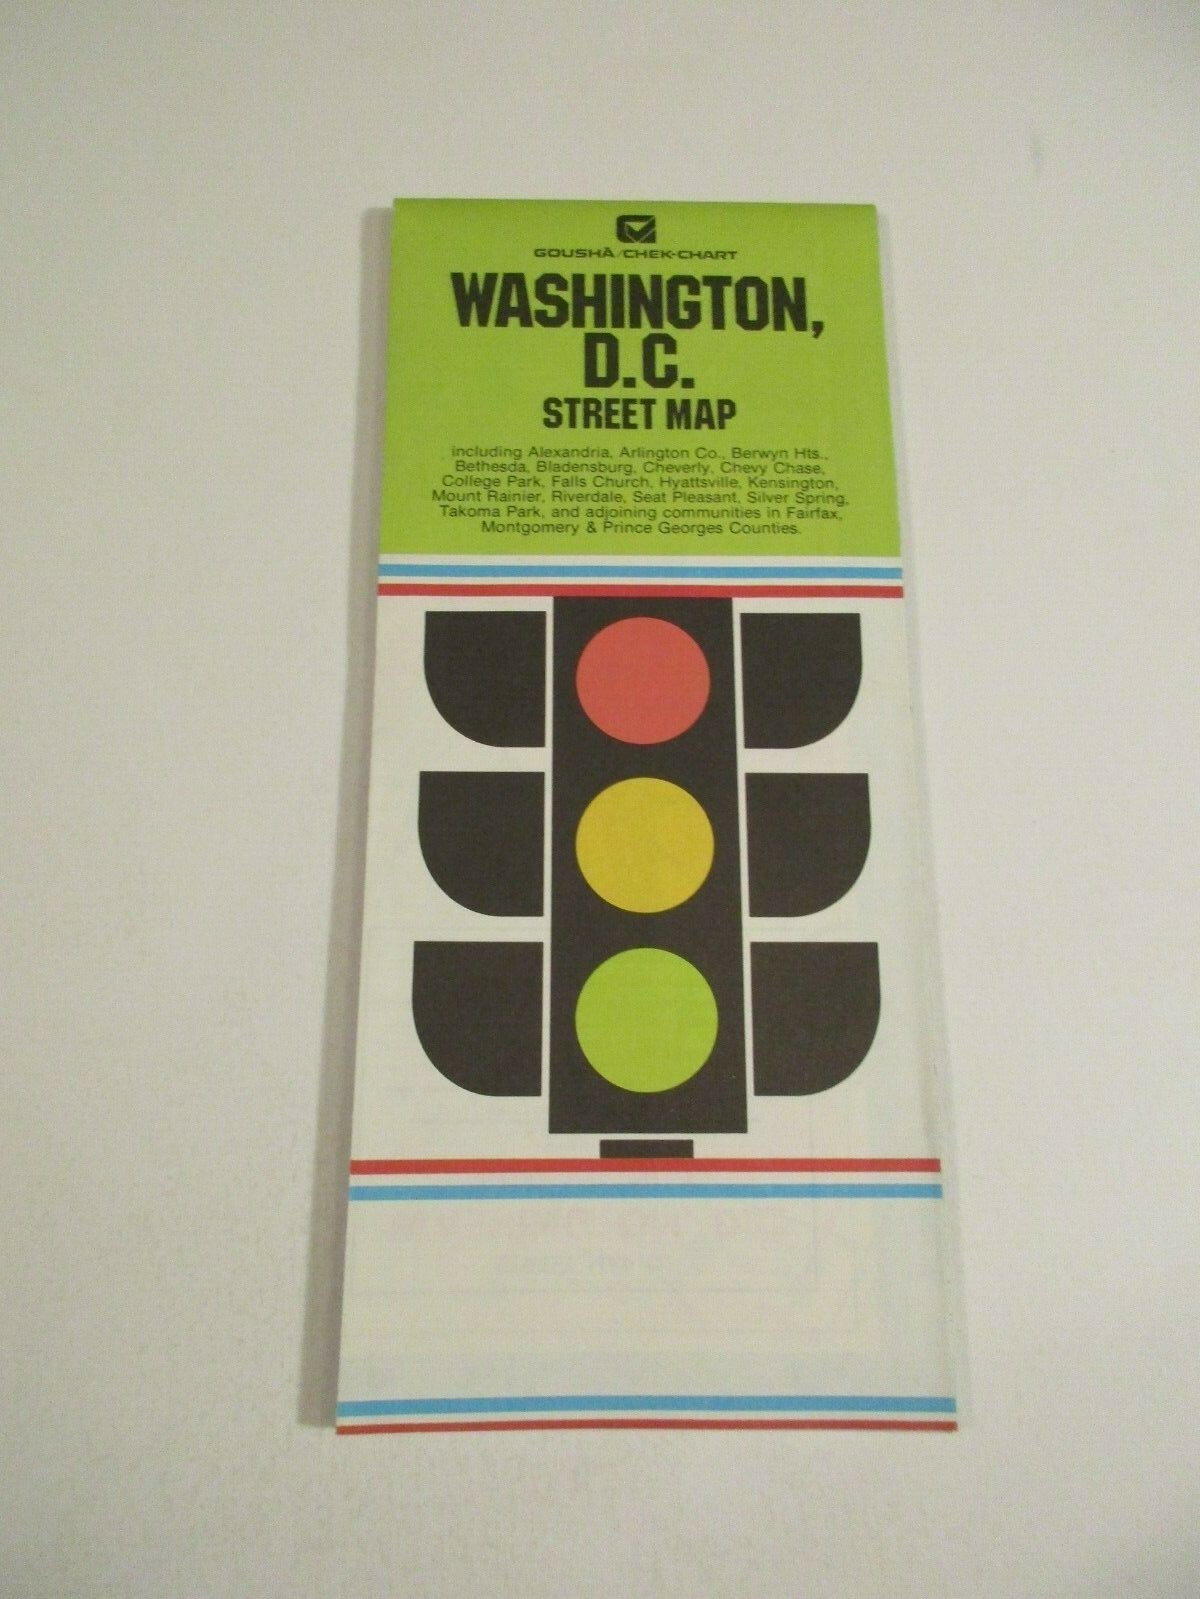 GOUSHÀ/CHEK-CHART
WASHINGTON,
D.C.
STREET MAP
including Alexandria, Arlington Co., Berwyn Hts.,
Bethesda, Bladensburg, Cheverly, Chevy Chase,
College Park, Falls Church, Hyattsville, Kensington,
Mount Rainier, Riverdale, Seat Pleasant, Silver Spring,
Takoma Park, and adjoining communities in Fairfax,
Montgomery & Prince Georges Counties.